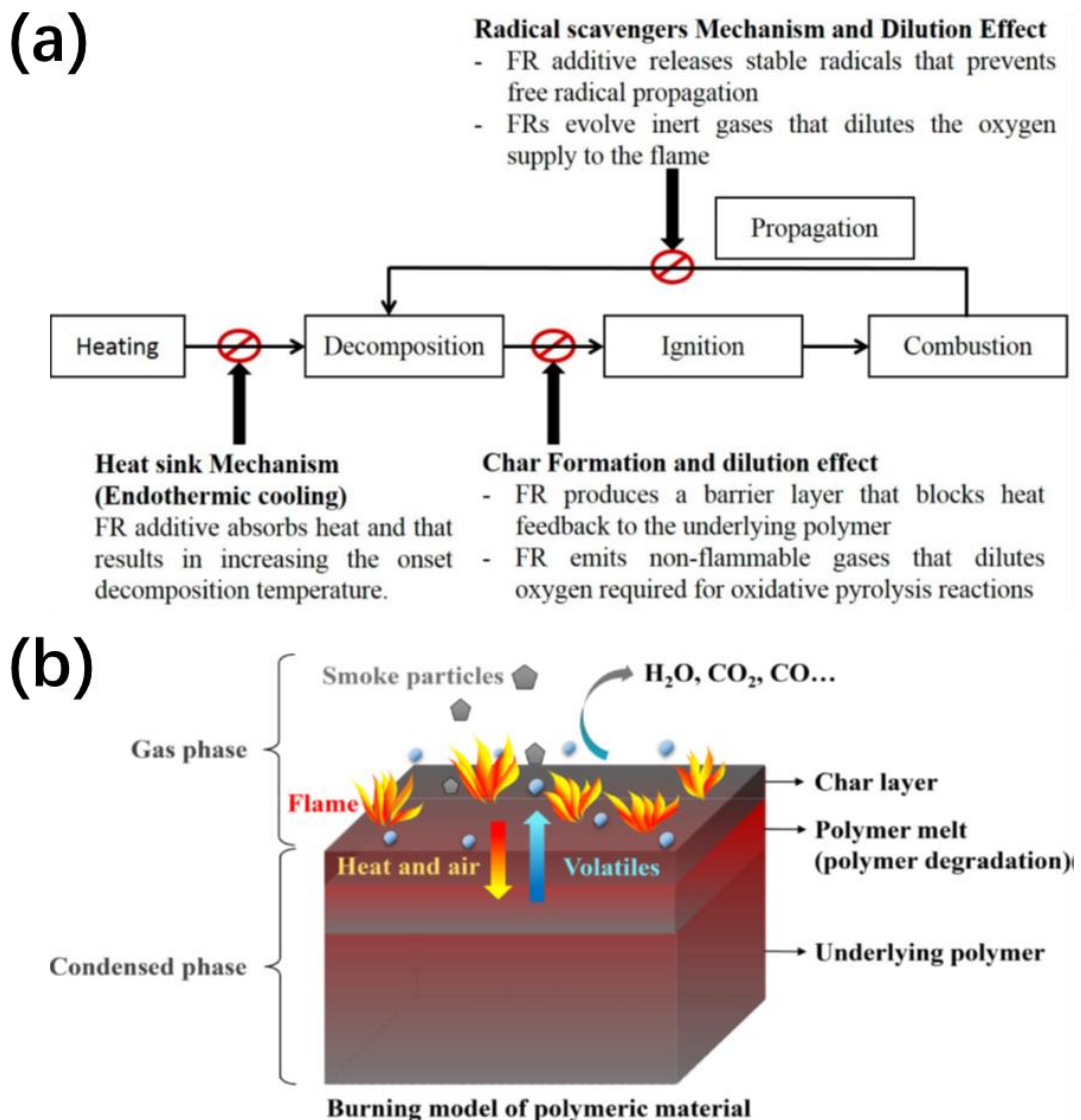 (a)
Radical scavengers Mechanism and Dilution Effect
- FR additive releases stable radicals that prevents
free radical propagation
- FRs evolve inert gases that dilutes the oxygen
supply to the flame
Propagation
Heating
Decomposition
Ignition
Combustion
Heat sink Mechanism
(Endothermic cooling)
FR additive absorbs heat and that
results in increasing the onset
decomposition temperature.
Char Formation and dilution effect
- FR produces a barrier layer that blocks heat
feedback to the underlying polymer
- FR emits non-flammable gases that dilutes
oxygen required for oxidative pyrolysis reactions
(b)
Smoke particles
H₂O, CO₂, CO...
Gas phase
Flame
Char layer
Polymer melt
(polymer degradation)(
Heat and air
Volatiles
Condensed phase
Underlying polymer
Burning model of polymeric material